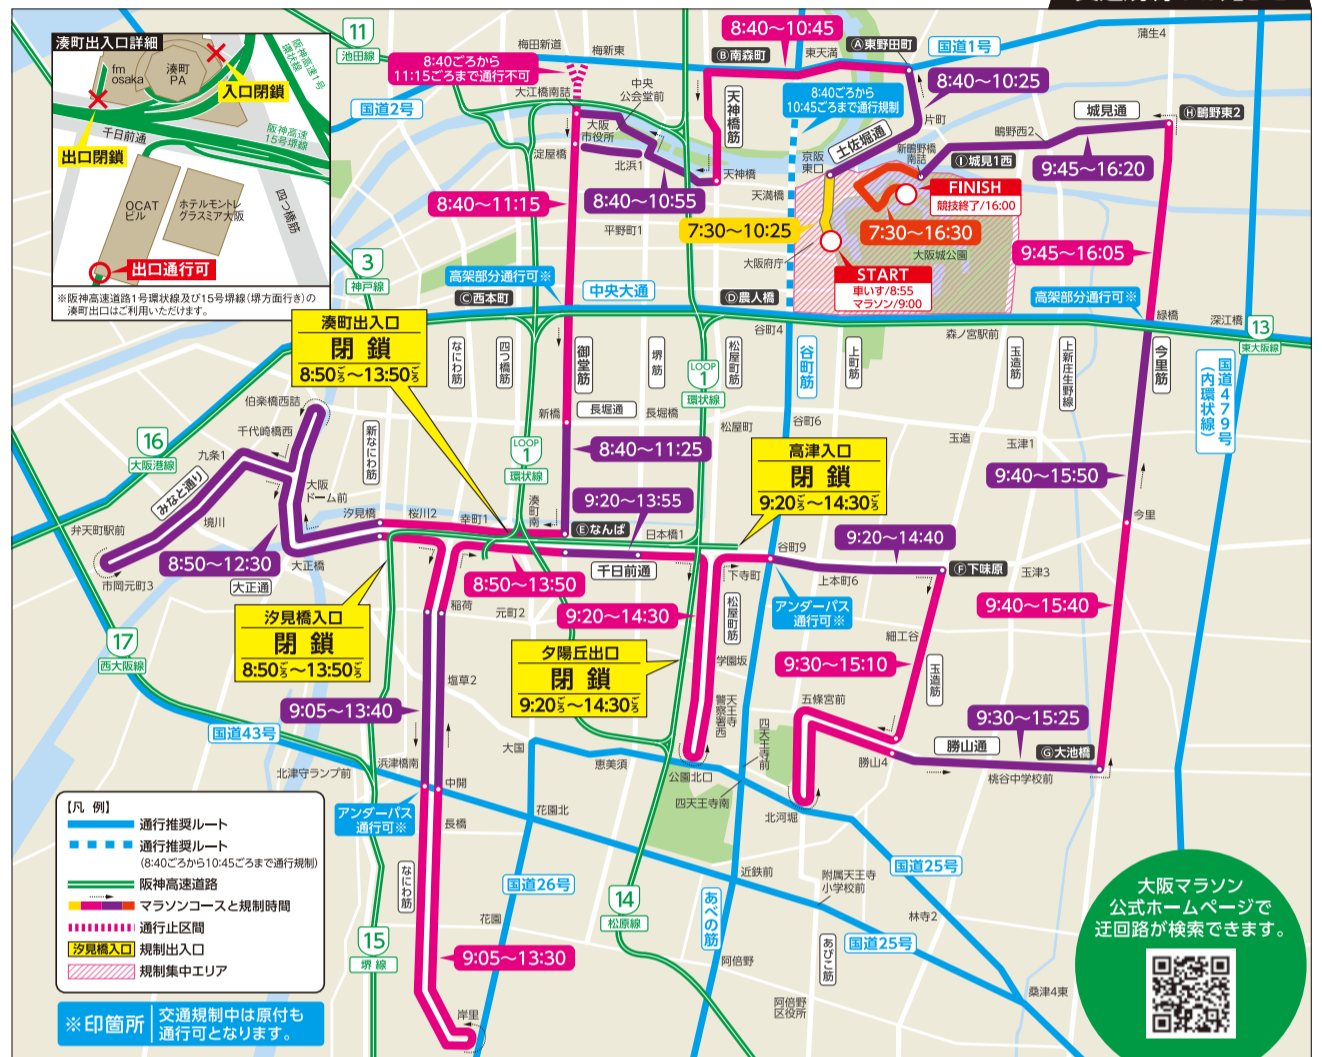 湊町出入口詳細
fm
osaka
湊町
PA
阪神高速1号
環状線
入口閉鎖
出口閉鎖
千日前通
阪神高速
15号堺線
四つ橋筋
OCAT
ビル
ホテルモントレ
グラスミア大阪
出口通行可
※阪神高速道路1号環状線及び15号堺線(堺方面行き)の
湊町出口はご利用いただけます。
11
池田線
梅田新道
梅新東
8:40~10:45
Ⓑ南森町
東天満
Ⓐ東野田町
国道1号
蒲生4
8:40ごろから
11:15ごろまで通行不可
国道2号
大江橋南詰
中央
公会堂前
大阪
市役所
淀屋橋
北浜1
天神橋筋
8:40ごろから
10:45ごろまで通行規制
8:40~10:25
片町
土佐堀通
京阪
東口
新鴫野橋
南詰
鴫野西2
城見通
Ⓗ鴫野東2
Ⓘ城見1西
9:45~16:20
天神橋
天満橋
8:40~10:55
8:40~11:15
平野町1
7:30~10:25
大阪府庁
FINISH
競技終了/16:00
7:30~16:30
大阪城公園
START
車いす/8:55
マラソン/9:00
9:45~16:05
3
神戸線
高架部分通行可※
Ⓒ西本町
中央大通
Ⓓ農人橋
谷町4
森ノ宮駅前
高架部分通行可※
緑橋
深江橋
13
東大阪線
湊町出入口
閉鎖
8:50ごろ~13:50ごろ
なにわ筋
四つ橋筋
御堂筋
堺筋
松屋町筋
谷町筋
上町筋
玉造筋
上新庄生野線
今里筋
国道479号
(内環状線)
LOOP
1
環状線
伯楽橋西詰
千代崎橋西
九条1
新なにわ筋
新橋
長堀通
長堀橋
松屋町
谷町6
玉造
玉津1
16
大阪港線
みなと通り
境川
大阪
ドーム前
LOOP
1
環状線
8:40~11:25
高津入口
閉鎖
9:20ごろ~14:30ごろ
9:40~15:50
弁天町駅前
汐見橋
桜川2
幸町1
湊町南
9:20~13:55
Ⓔなんば
日本橋1
谷町9
9:20~14:40
今里
市岡元町3
8:50~12:30
大正橋
大正通
8:50~13:50
千日前通
下寺町
上本町6
Ⓕ下味原
玉津3
汐見橋入口
閉鎖
8:50ごろ~13:50ごろ
稲荷
元町2
9:20~14:30
松屋町筋
アンダーパス
通行可※
細工谷
9:40~15:40
17
西大阪線
夕陽丘出口
閉鎖
9:20ごろ~14:30ごろ
学園坂
9:30~15:10
玉造筋
塩草2
9:05~13:40
天王寺
警察署西
四天王寺前
五條宮前
9:30~15:25
勝山通
Ⓖ大池橋
国道43号
北津守ランプ前
浜津橋南
中開
大国
恵美須
公園北口
四天王寺南
勝山4
桃谷中学校前
北河堀
アンダーパス
通行可※
長橋
花園北
近鉄前
附属天王寺
小学校前
国道25号
なにわ筋
国道26号
14
松原線
あべの筋
林寺2
国道25号
あびこ筋
花園
15
堺線
9:05~13:30
岸里
阿倍野
阿倍野
区役所
桑津4東
【凡 例】
通行推奨ルート
通行推奨ルート
(8:40ごろから10:45ごろまで通行規制)
阪神高速道路
マラソンコースと規制時間
通行止区間
汐見橋入口 規制出入口
規制集中エリア
※印箇所
交通規制中は原付も
通行可となります。
大阪マラソン
公式ホームページで
迂回路が検索できます。